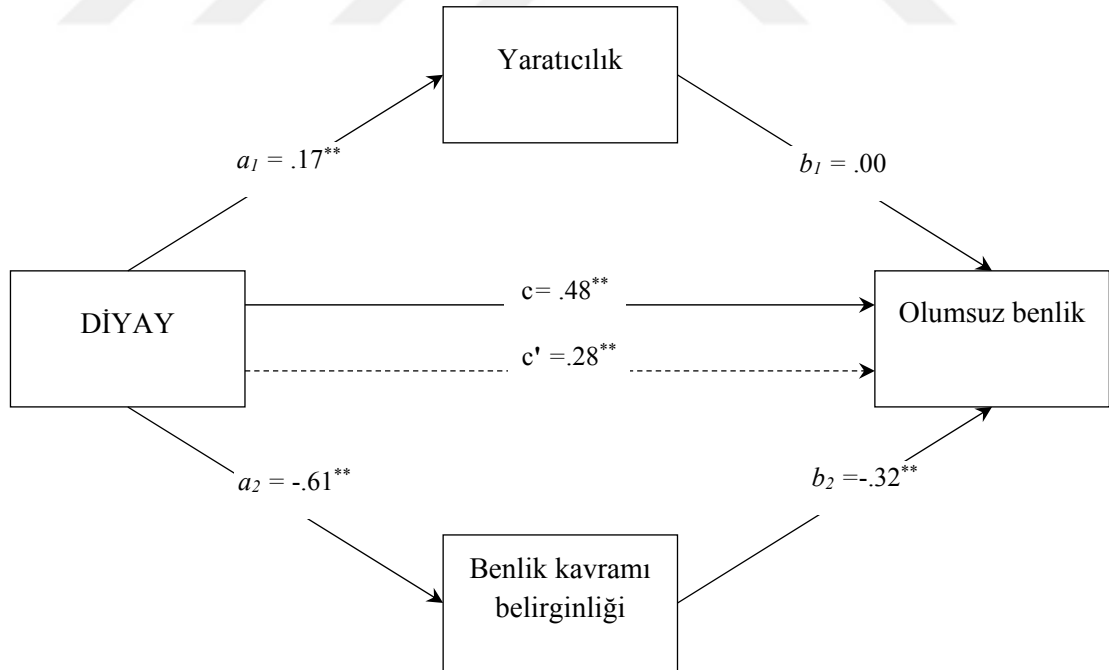 Yaratıcılık
a₁ = .17**
b₁ = .00
DİYAY
c= .48**
c' =.28**
Olumsuz benlik
a₂ = -.61**
b₂ =-.32**
Benlik kavramı
belirginliği